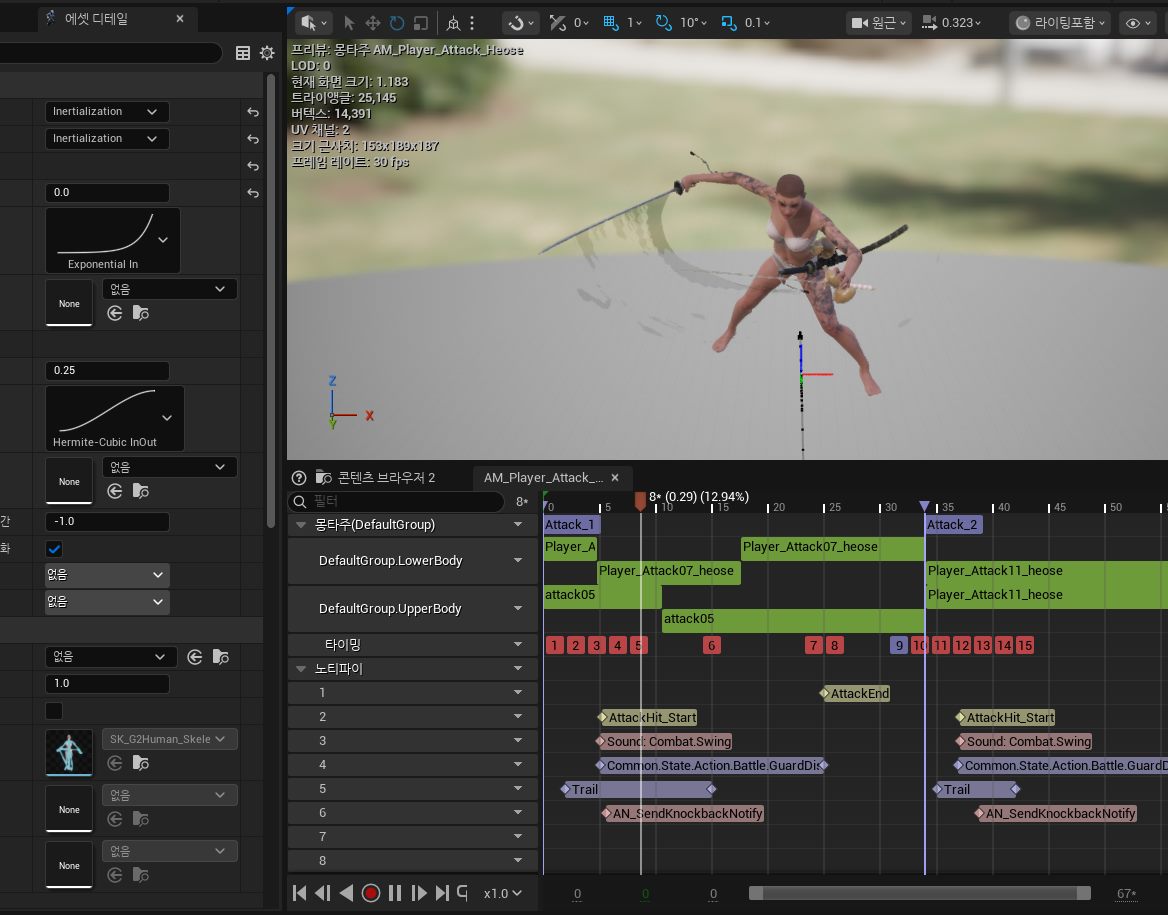 에셋 디테일
Inertialization
Inertialization
0.0
Exponential In
None
없음
0.25
Hermite-Cubic InOut
None
없음
간
-1.0
화
없음
없음
없음
1.0
SK_G2Human_Skele
None
없음
None
없음
0
1
10°
0.1
원근
0.323
라이팅포함
프리뷰: 몽타주 AM_Player_Attack_Heose
LOD: 0
현재 화면 크기: 1.183
트라이앵글: 25,145
버텍스: 14,391
UV 채널: 2
크기 근사치: 153x189x187
프레임 레이트: 30 fps
Z
X
Y
콘텐츠 브라우저 2
AM_Player_Attack_...
필터
8*
8* (0.29) (12.94%)
0 5 10 15 20 25 30 35 40 45 50
몽타주(DefaultGroup)
Attack_1
Attack_2
DefaultGroup.LowerBody
Player_A
Player_Attack07_heose
Player_Attack07_heose
Player_Attack11_heose
DefaultGroup.UpperBody
attack05
Player_Attack11_heose
attack05
타이밍
1 2 3 4 5 6 7 8 9 10 11 12 13 14 15
노티파이
1
AttackEnd
2
AttackHit_Start
AttackHit_Start
3
Sound: Combat.Swing
Sound: Combat.Swing
4
Common.State.Action.Battle.GuardDis
Common.State.Action.Battle.GuardD
5
Trail
Trail
6
AN_SendKnockbackNotify
AN_SendKnockbackNotify
7
8
x1.0
0
0
0
67*